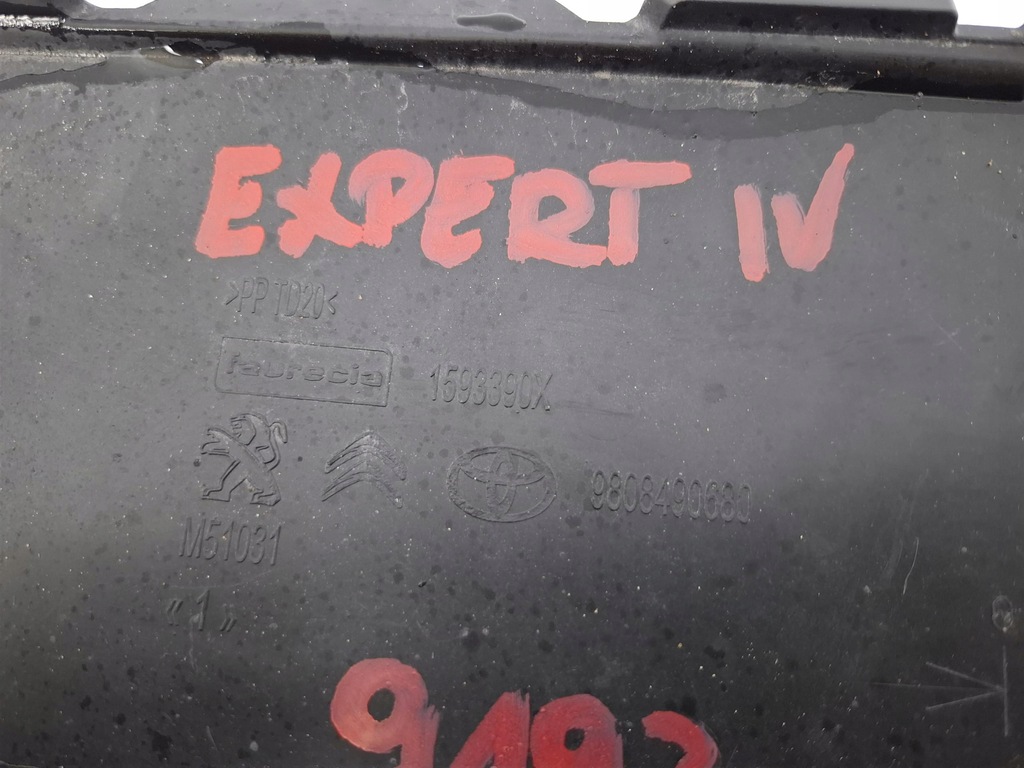 EXPERT IV
>PP TD20<
faurecia 1593390X
9808490680
M51031
"1"